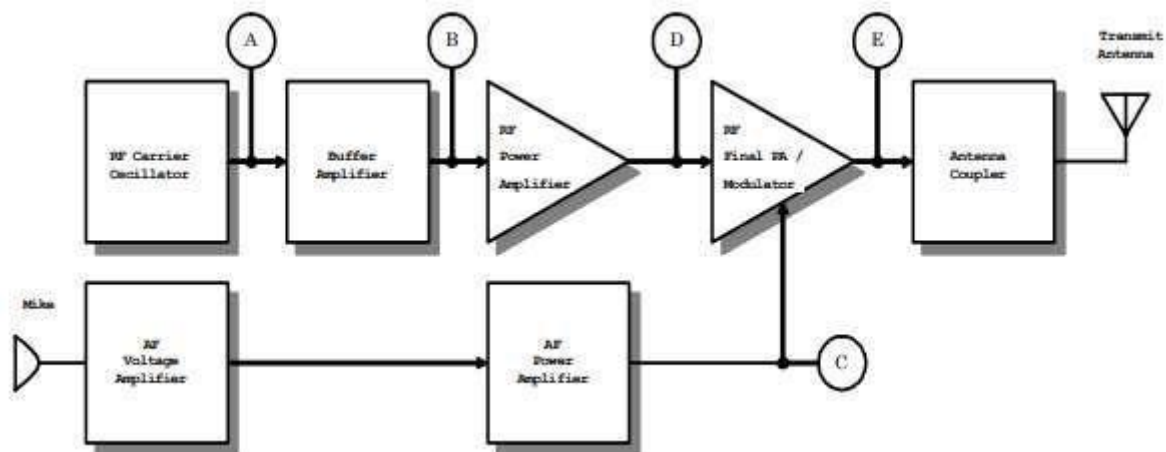 A
B
D
E
Transmit
Antenna
RF Carrier
Oscillator
Buffer
Amplifier
RF
Power
Amplifier
RF
Final PA /
Modulator
Antenna
Coupler
Mike
AF
Voltage
Amplifier
AF
Power
Amplifier
C